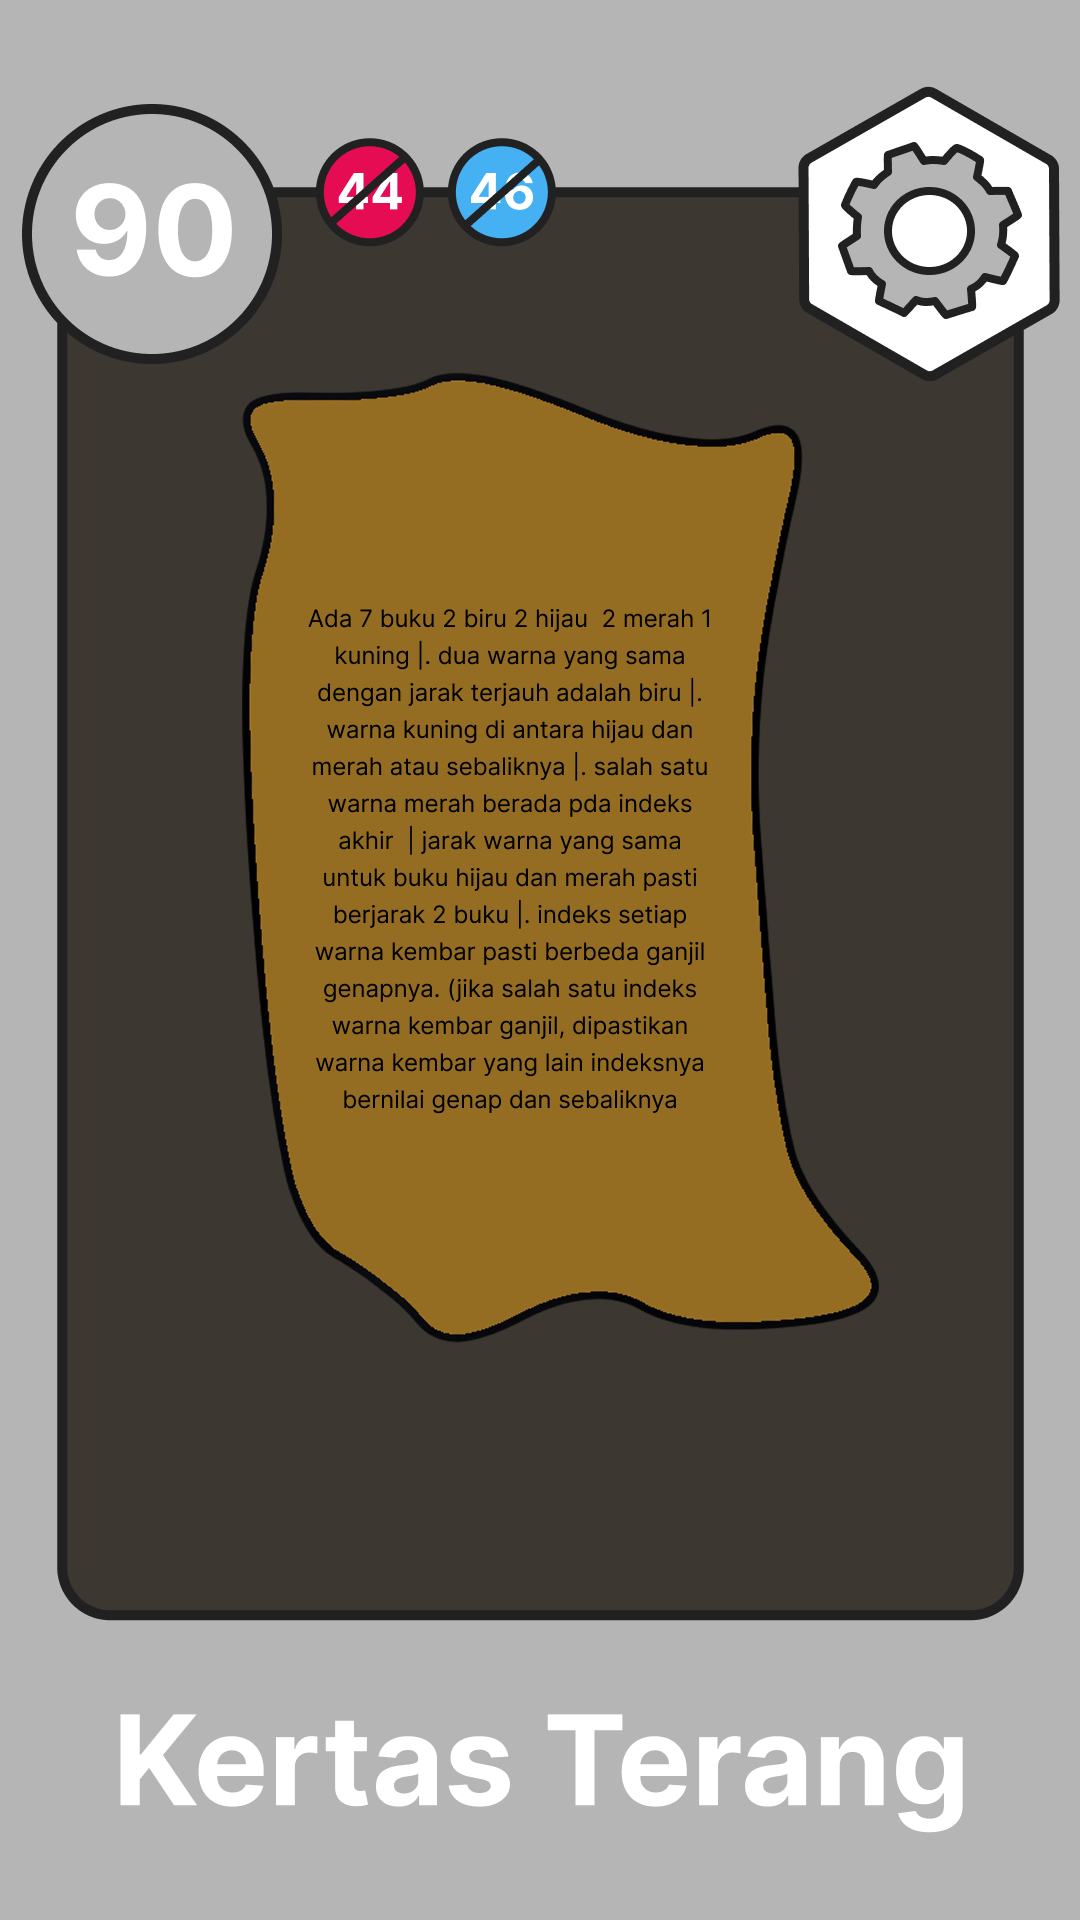 90
44
46
Ada 7 buku 2 biru 2 hijau  2 merah 1
kuning |. dua warna yang sama
dengan jarak terjauh adalah biru |.
warna kuning di antara hijau dan
merah atau sebaliknya |. salah satu
warna merah berada pda indeks
akhir  | jarak warna yang sama
untuk buku hijau dan merah pasti
berjarak 2 buku |. indeks setiap
warna kembar pasti berbeda ganjil
genapnya. (jika salah satu indeks
warna kembar ganjil, dipastikan
warna kembar yang lain indeksnya
bernilai genap dan sebaliknya
Kertas Terang